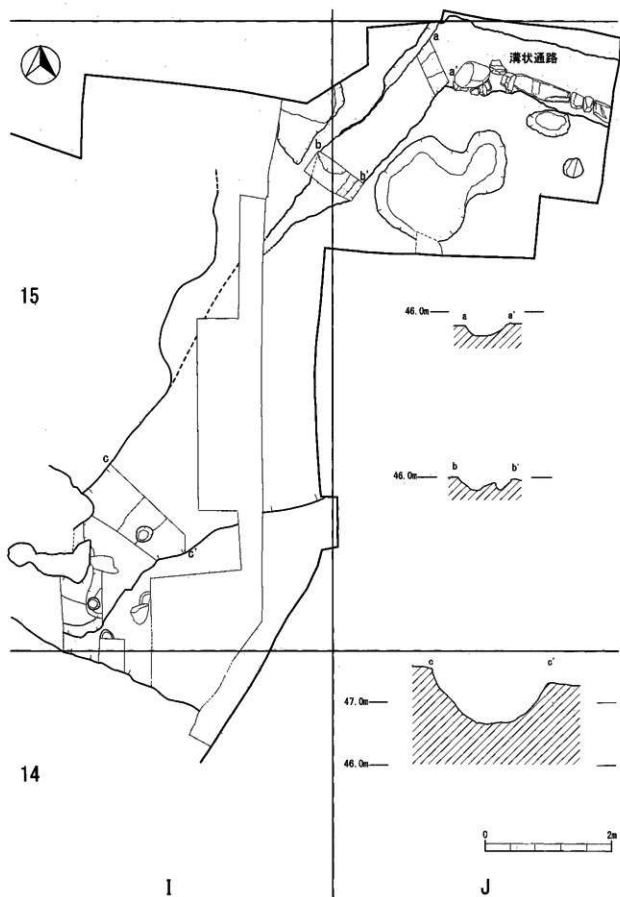 a
溝状通路
a'
b
b'
15
46.0m
a a'
46.0m
b b'
c
c'
c c'
47.0m
46.0m
14
0 2m
I J